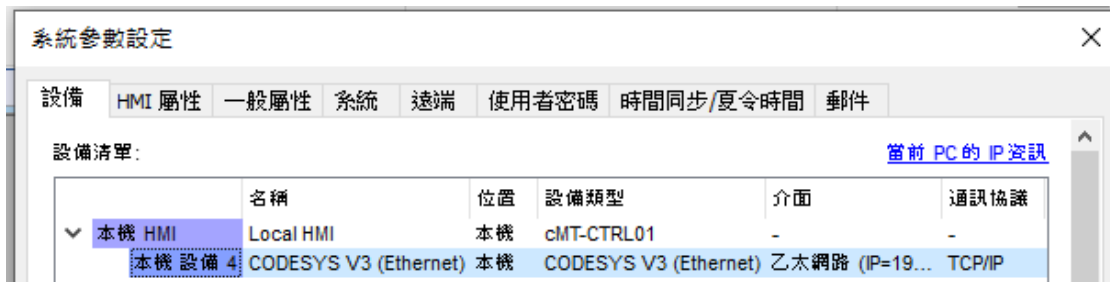 系統參數設定
設備 HMI 屬性 一般屬性 系統 遠端 使用者密碼 時間同步/夏令時間 郵件
設備清單: 當前 PC 的 IP 資訊
名稱 位置 設備類型 介面 通訊協議
本機 HMI Local HMI 本機 cMT-CTRL01 - -
本機 設備 4 CODESYS V3 (Ethernet) 本機 CODESYS V3 (Ethernet) 乙太網路 (IP=19... TCP/IP